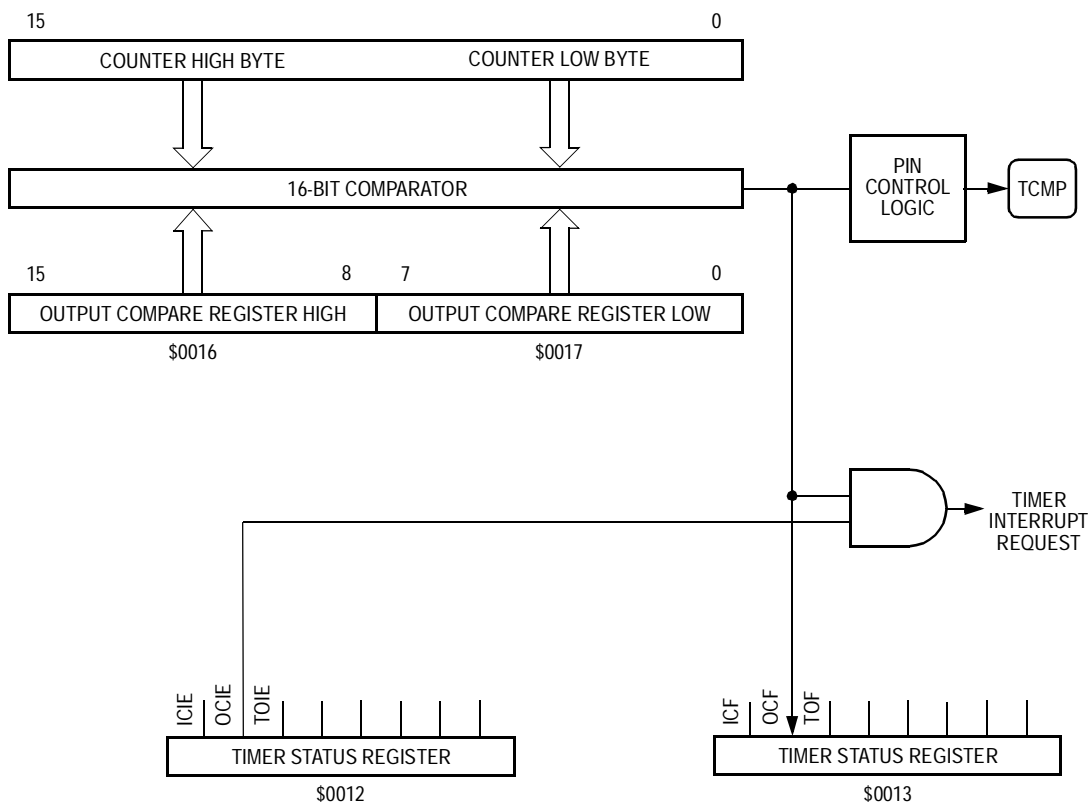 15 0
COUNTER HIGH BYTE COUNTER LOW BYTE
16-BIT COMPARATOR
PIN
CONTROL
LOGIC
TCMP
15 8 7 0
OUTPUT COMPARE REGISTER HIGH OUTPUT COMPARE REGISTER LOW
$0016 $0017
TIMER
INTERRUPT
REQUEST
ICIE OCIE TOIE
TIMER STATUS REGISTER
$0012
ICF OCF TOF
TIMER STATUS REGISTER
$0013